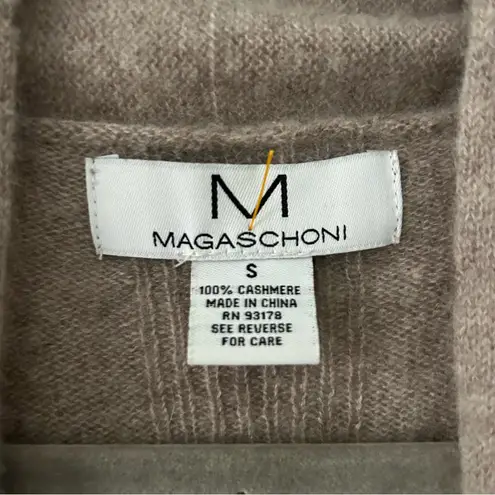 M
MAGASCHONI
S
100% CASHMERE
MADE IN CHINA
RN 93178
SEE REVERSE
FOR CARE